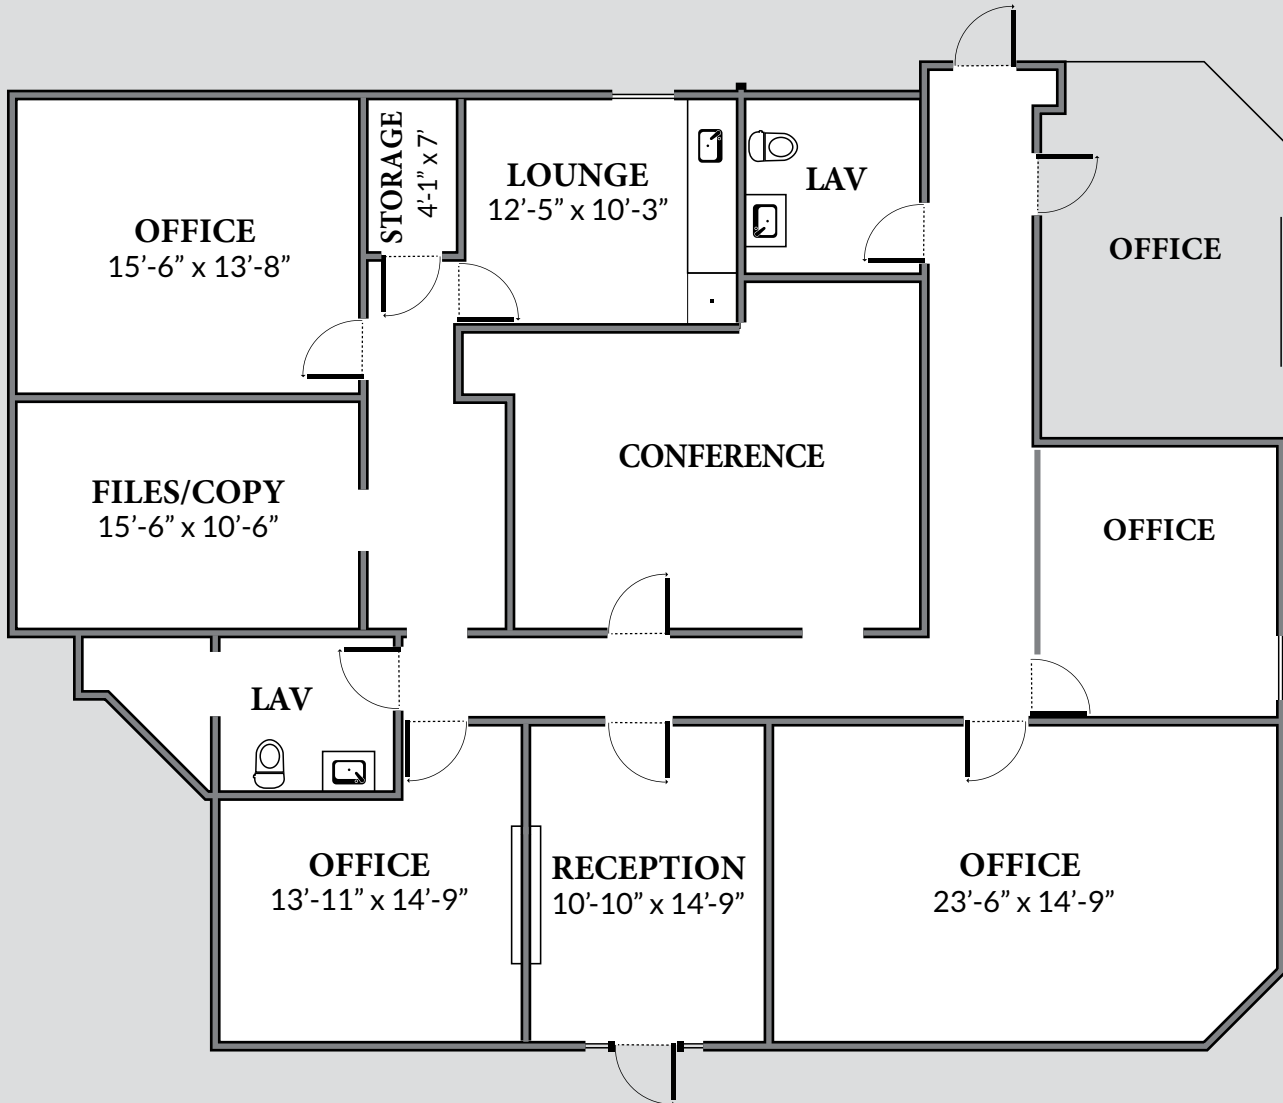 STORAGE
4'-1" x 7'
LOUNGE
12'-5" x 10'-3"
LAV
OFFICE
15'-6" x 13'-8"
OFFICE
CONFERENCE
FILES/COPY
15'-6" x 10'-6"
OFFICE
LAV
OFFICE
13'-11" x 14'-9"
RECEPTION
10'-10" x 14'-9"
OFFICE
23'-6" x 14'-9"